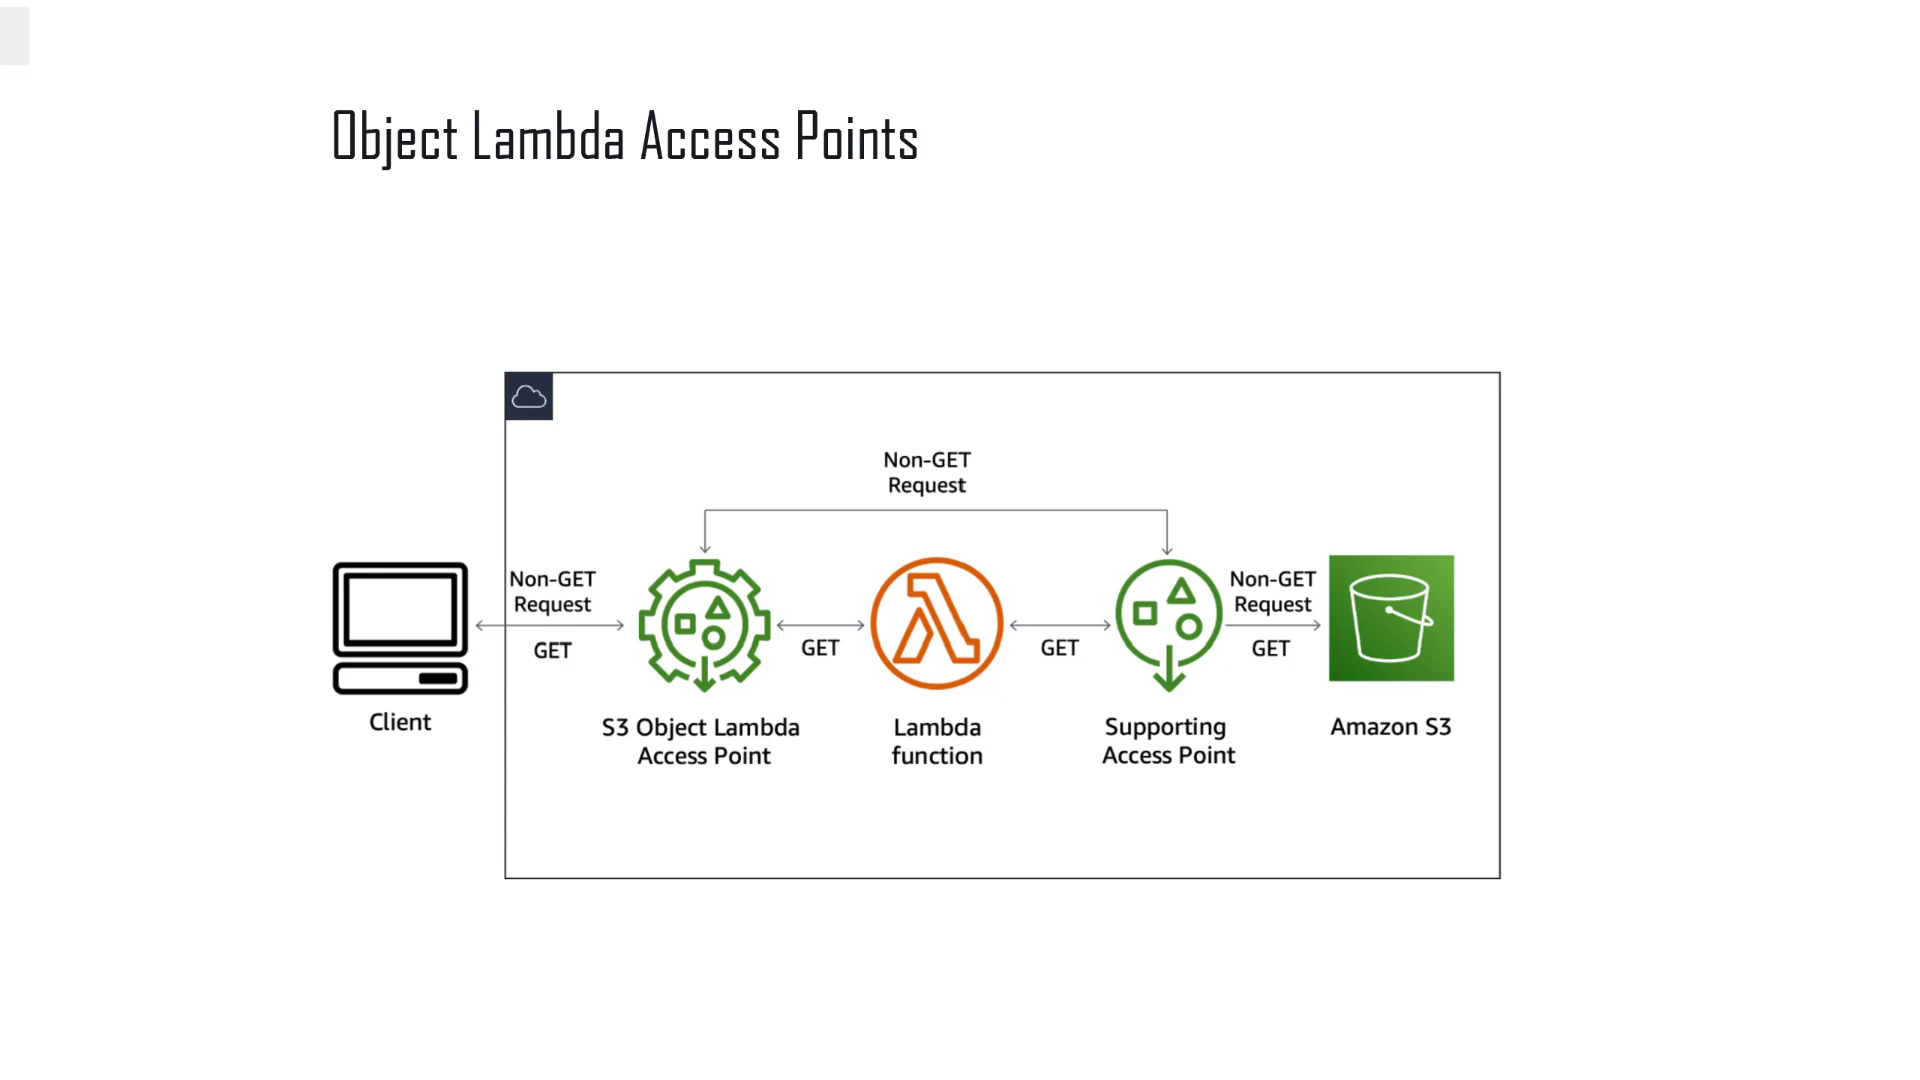 Object Lambda Access Points
Non-GET
Request
Non-GET
Request
GET
GET
GET
Non-GET
Request
GET
Client
S3 Object Lambda
Access Point
Lambda
function
Supporting
Access Point
Amazon S3